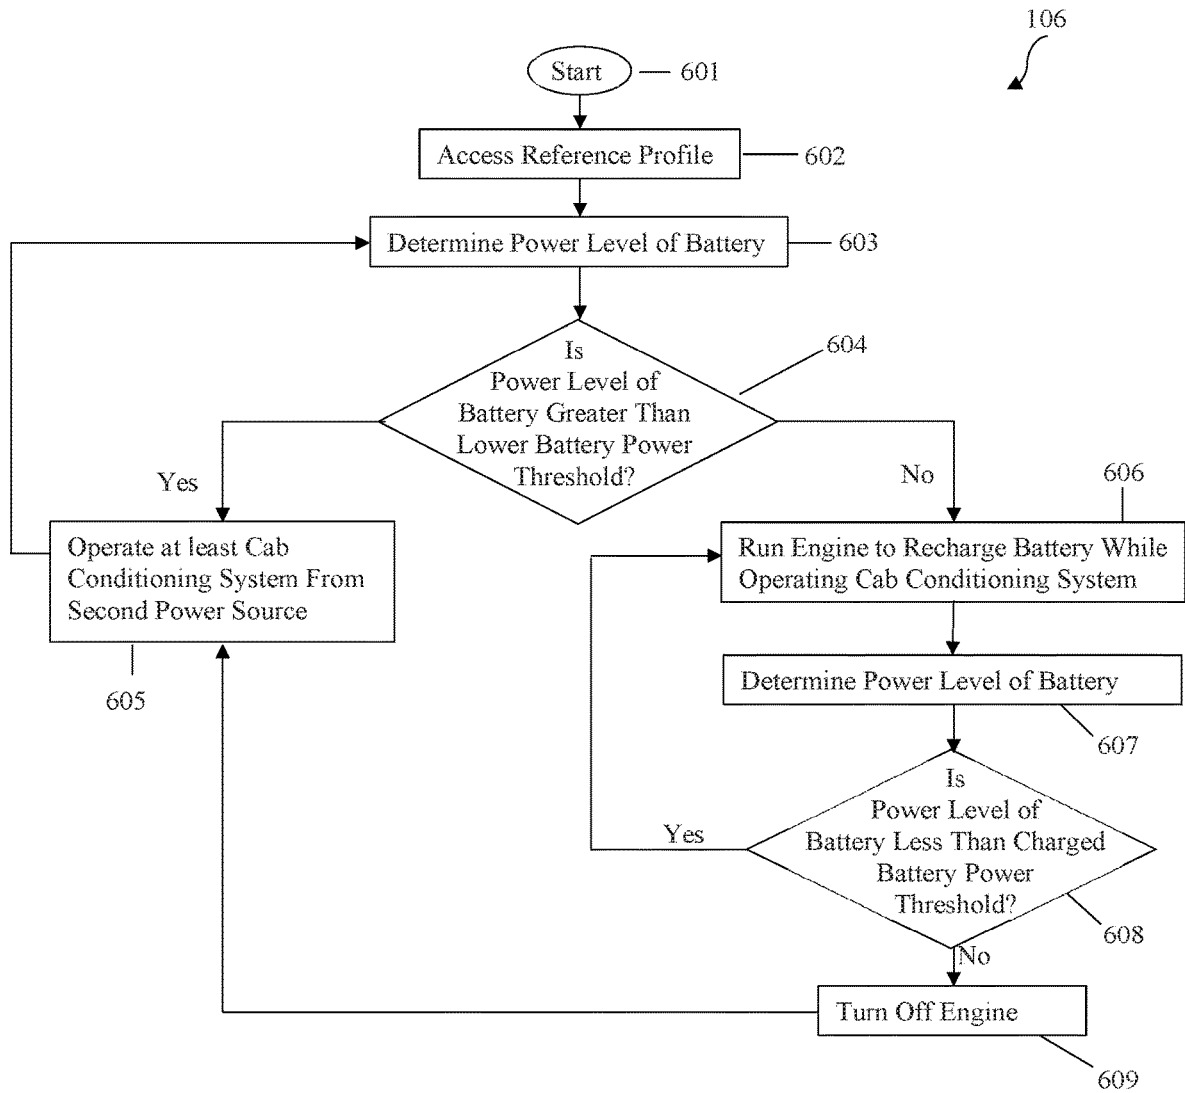 106
Start
601
Access Reference Profile
602
Determine Power Level of Battery
603
Is
Power Level of
Battery Greater Than
Lower Battery Power
Threshold?
604
Yes
No
606
Operate at least Cab
Conditioning System From
Second Power Source
605
Run Engine to Recharge Battery While
Operating Cab Conditioning System
Determine Power Level of Battery
607
Is
Power Level of
Battery Less Than Charged
Battery Power
Threshold?
Yes
608
No
Turn Off Engine
609